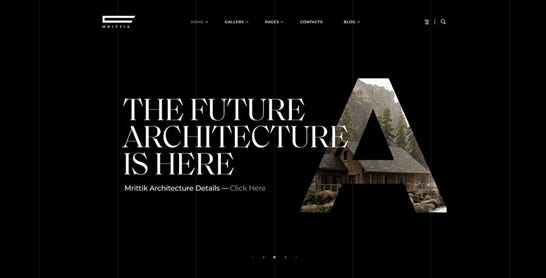 MRITTIK
HOME
GALLERY
PAGES
CONTACTS
BLOG
THE FUTURE
ARCHITECTURE
IS HERE
Mrittik Architecture Details — Click Here
A